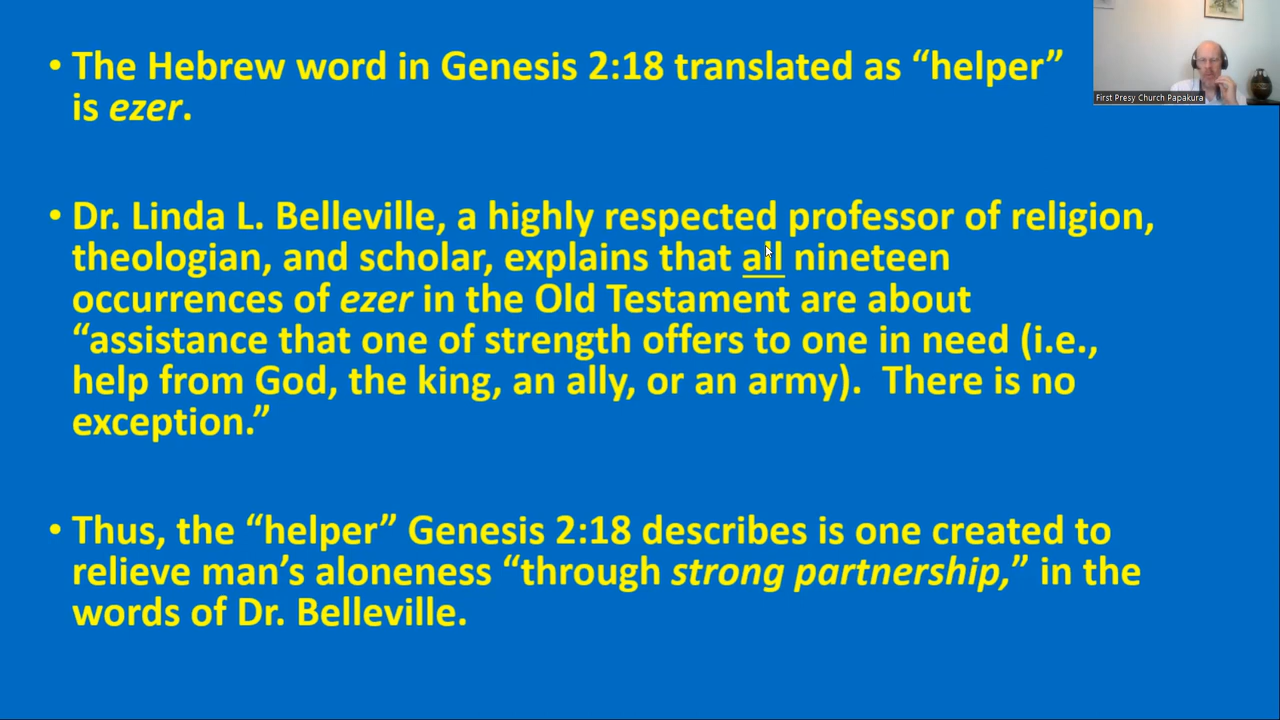 • The Hebrew word in Genesis 2:18 translated as “helper”
is ezer.
First Presy Church Papakura
• Dr. Linda L. Belleville, a highly respected professor of religion,
theologian, and scholar, explains that all nineteen
occurrences of ezer in the Old Testament are about
“assistance that one of strength offers to one in need (i.e.,
help from God, the king, an ally, or an army).  There is no
exception.”
• Thus, the “helper” Genesis 2:18 describes is one created to
relieve man’s aloneness “through strong partnership,” in the
words of Dr. Belleville.